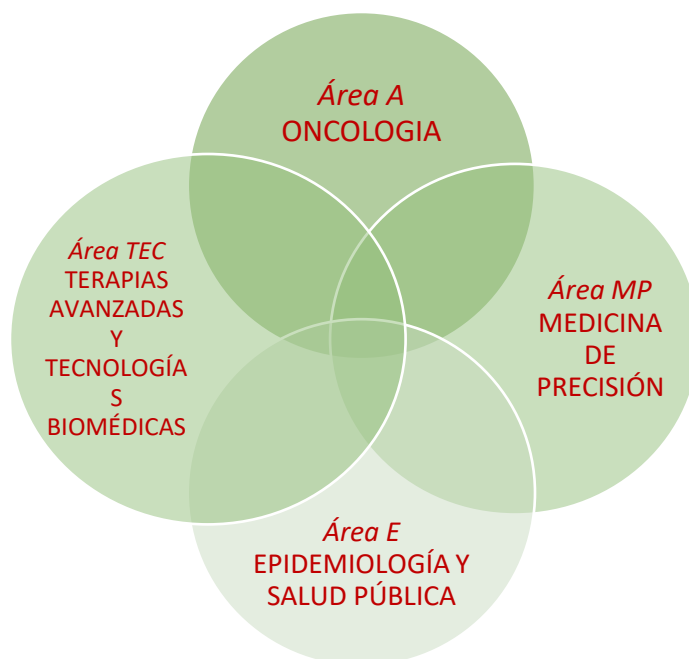 Área A
ONCOLOGIA
Área TEC
TERAPIAS
AVANZADAS
Y
TECNOLOGÍA
S
BIOMÉDICAS
Área MP
MEDICINA
DE
PRECISIÓN
Área E
EPIDEMIOLOGÍA Y
SALUD PÚBLICA